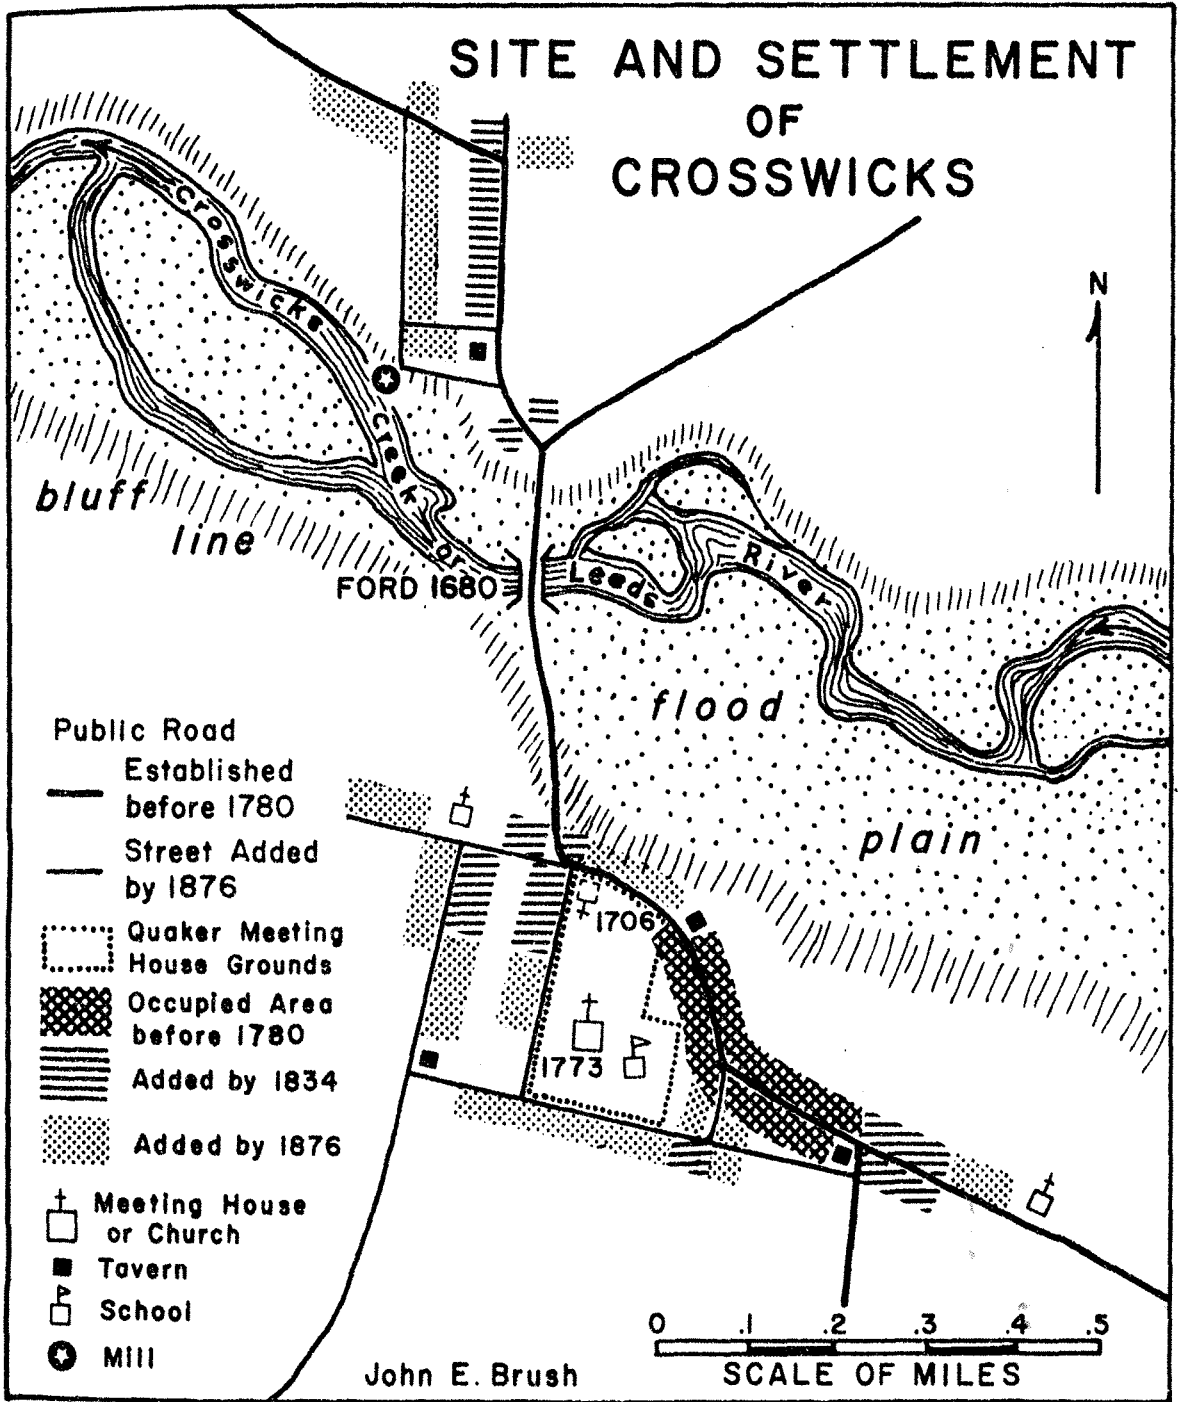 SITE AND SETTLEMENT
OF
CROSSWICKS
N
Crosswicks
Creek
or
Leeds
River
bluff
line
FORD 1680
flood
plain
1706
1773
Public Road
Established
before 1780
Street Added
by 1876
Quaker Meeting
House Grounds
Occupied Area
before 1780
Added by 1834
Added by 1876
Meeting House
or Church
Tavern
School
Mill
John E. Brush
0 .1 .2 .3 .4 .5
SCALE OF MILES